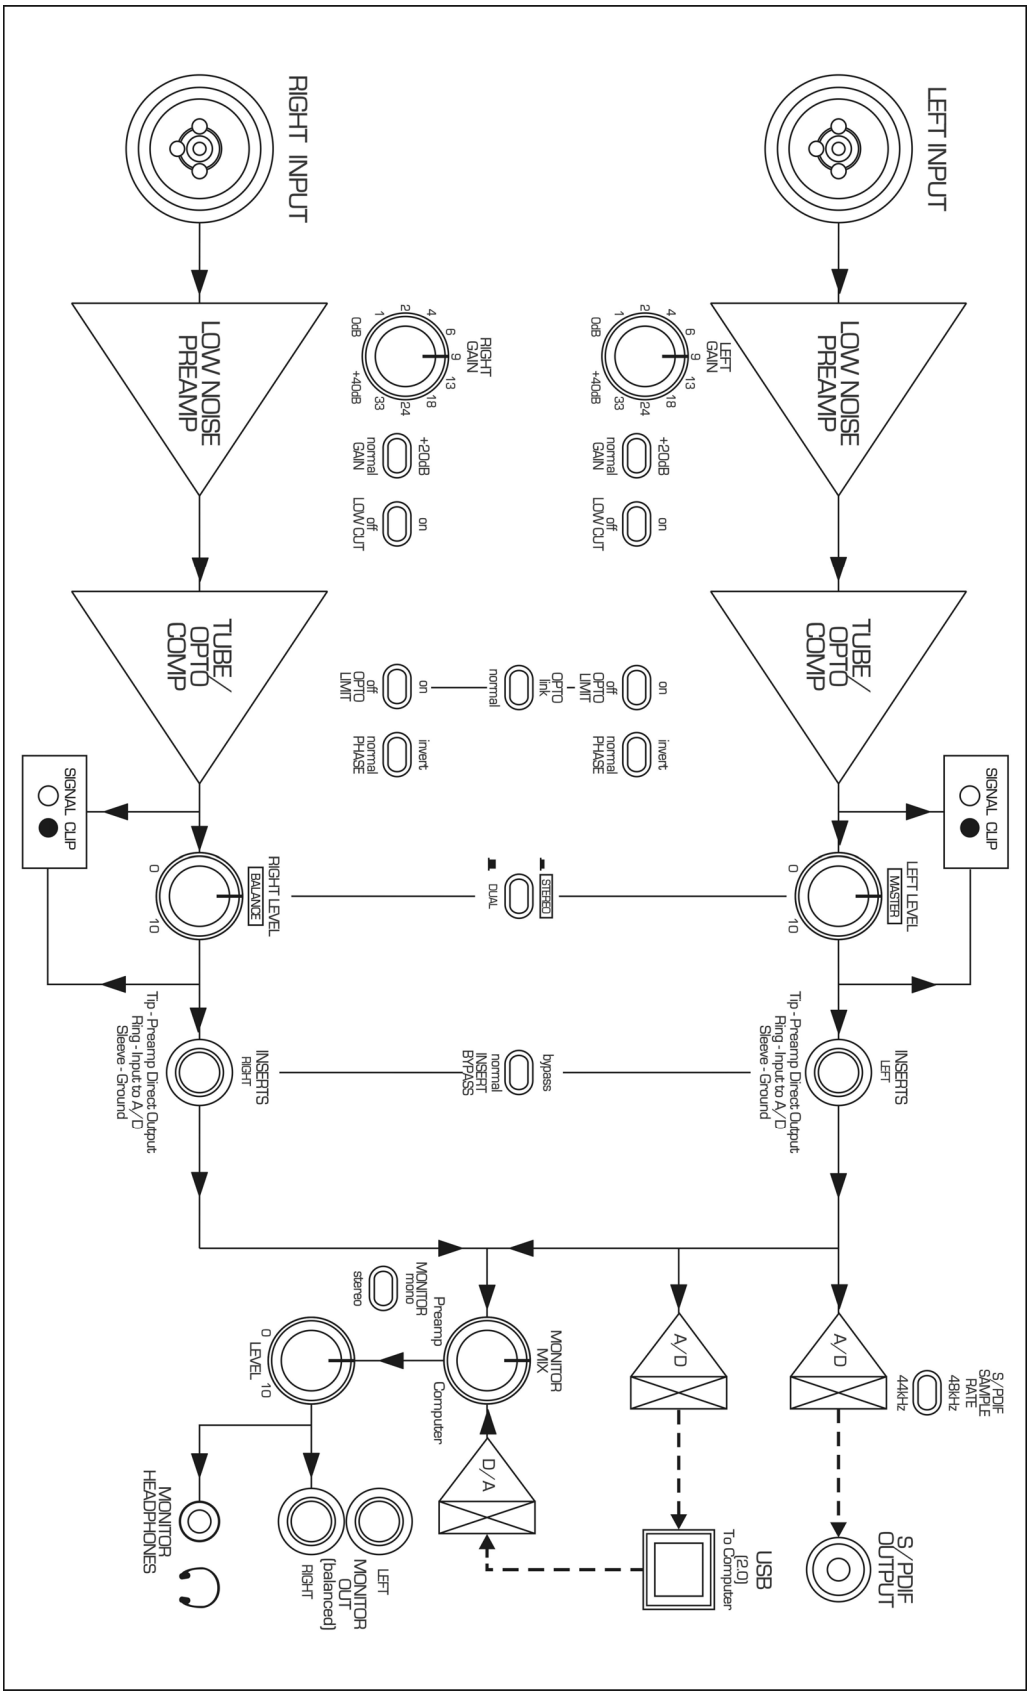 LEFT INPUT
LOW NOISE
PREAMP
LEFT
GAIN
0dB
1
2
4
6
9
13
18
24
33
+40dB
+20dB
normal
GAIN
on
off
LOW CUT
TUBE/
OPTO
COMP
on
off
OPTO
LIMIT
invert
normal
PHASE
SIGNAL CLIP
LEFT LEVEL
MASTER
0
10
INSERTS
LEFT
Tip - Preamp Direct Output
Ring - Input to A/D
Sleeve - Ground
A/D
S/PDIF
SAMPLE
RATE
48kHz
44kHz
S/PDIF
OUTPUT
A/D
USB
(2.0)
To Computer
OPTO
link
normal
STEREO
DUAL
bypass
normal
INSERT
BYPASS
MONITOR
MIX
Preamp
Computer
D/A
RIGHT INPUT
LOW NOISE
PREAMP
RIGHT
GAIN
0dB
1
2
4
6
9
13
18
24
33
+40dB
+20dB
normal
GAIN
on
off
LOW CUT
TUBE/
OPTO
COMP
on
off
OPTO
LIMIT
invert
normal
PHASE
SIGNAL CLIP
RIGHT LEVEL
BALANCE
0
10
INSERTS
RIGHT
Tip - Preamp Direct Output
Ring - Input to A/D
Sleeve - Ground
MONITOR
mono
stereo
0
10
LEVEL
LEFT
MONITOR
OUT
(balanced)
RIGHT
MONITOR
HEADPHONES